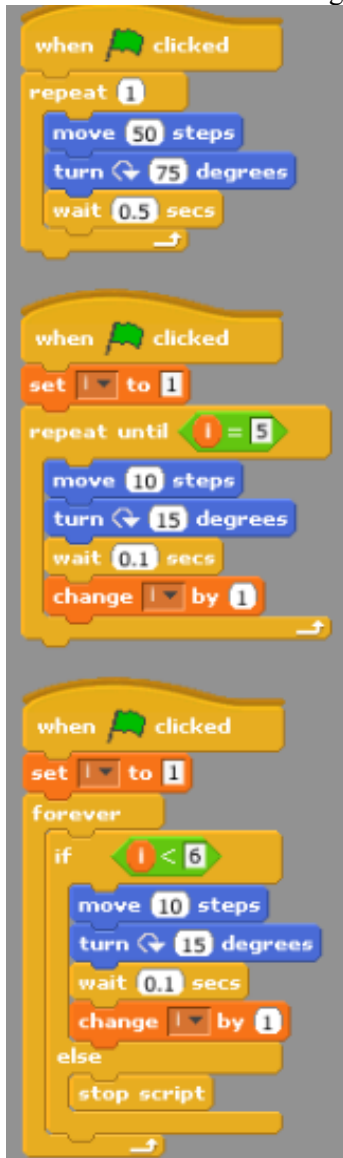 when clicked
repeat 1
move 50 steps
turn 75 degrees
wait 0.5 secs
when clicked
set i to 1
repeat until i = 5
move 10 steps
turn 15 degrees
wait 0.1 secs
change i by 1
when clicked
set i to 1
forever
if i < 6
move 10 steps
turn 15 degrees
wait 0.1 secs
change i by 1
else
stop script